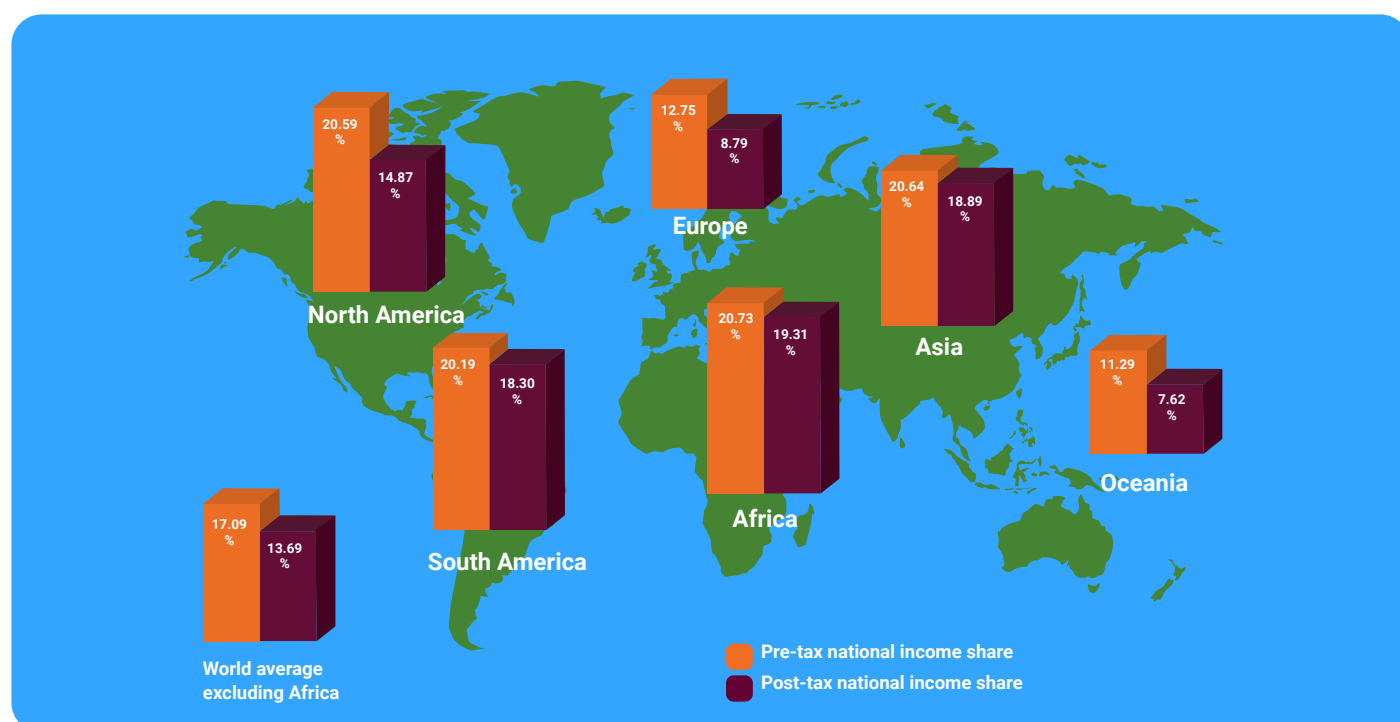 20.59
%
14.87
%
North America
12.75
%
8.79
%
Europe
20.64
%
18.89
%
Asia
20.19
%
18.30
%
South America
20.73
%
19.31
%
Africa
11.29
%
7.62
%
Oceania
17.09
%
13.69
%
World average
excluding Africa
Pre-tax national income share
Post-tax national income share